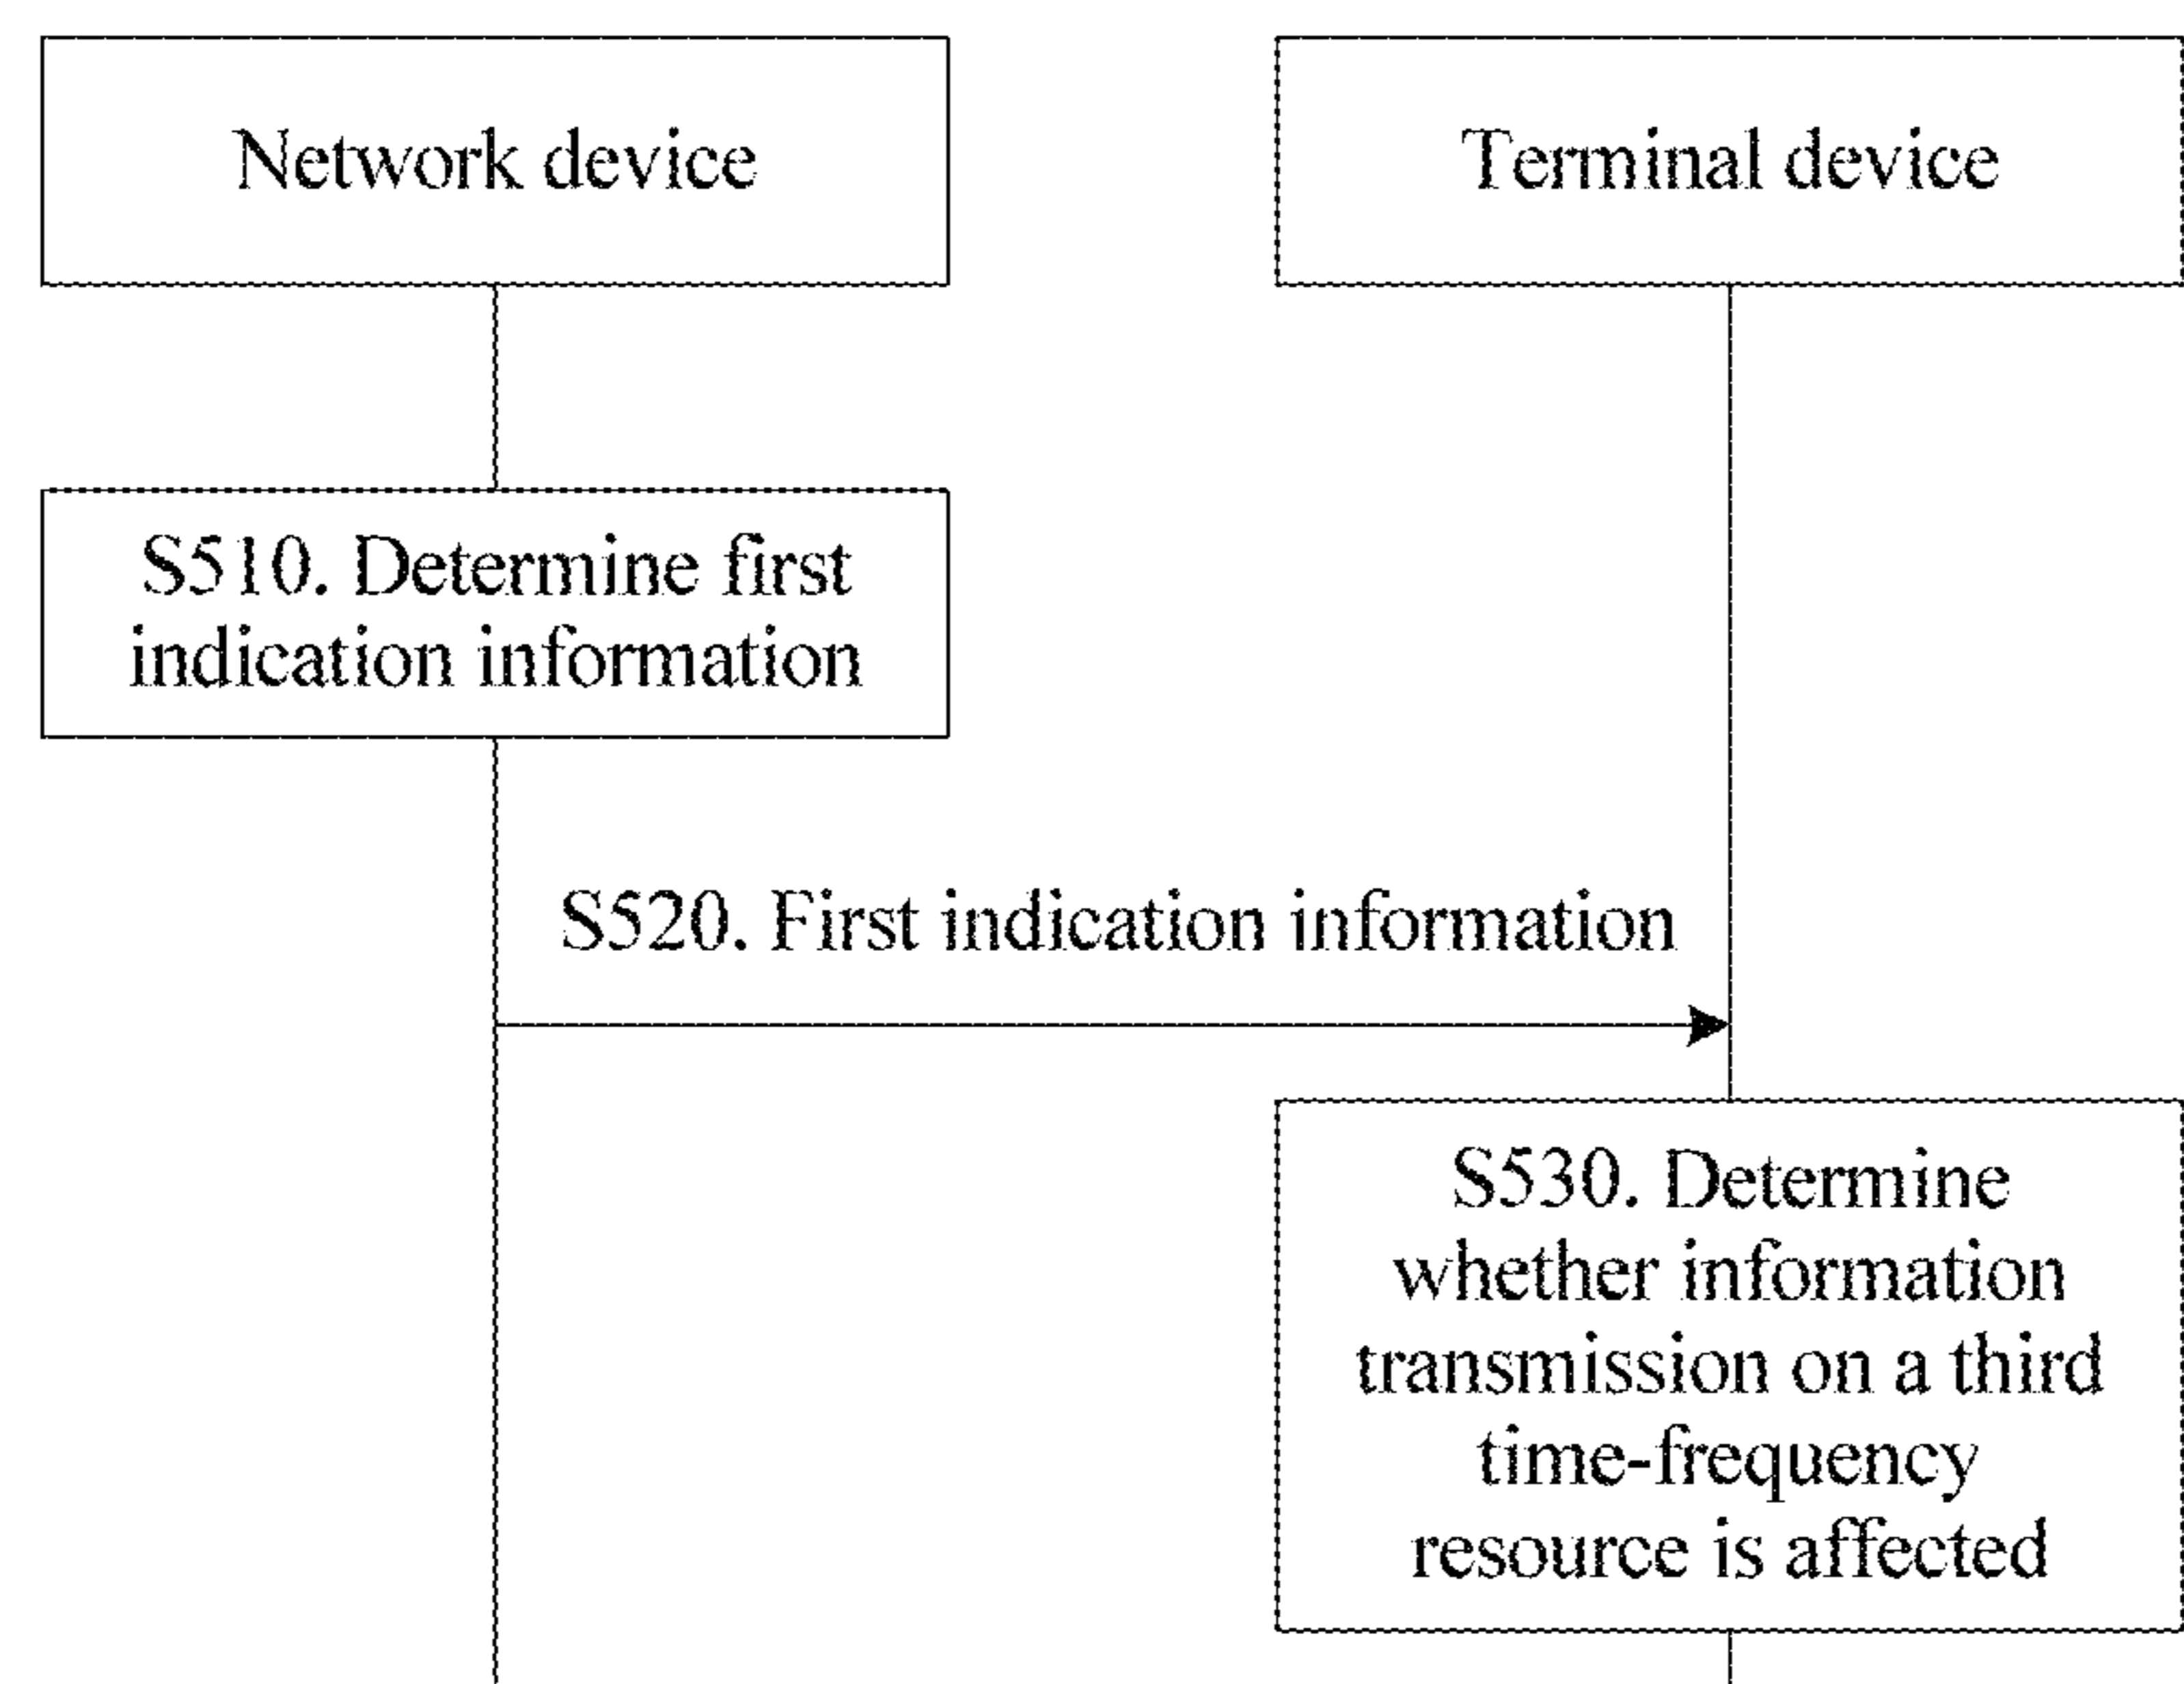 Network device
Terminal device
S510. Determine first
indication information
S520. First indication information
S530. Determine
whether information
transmission on a third
time-frequency
resource is affected